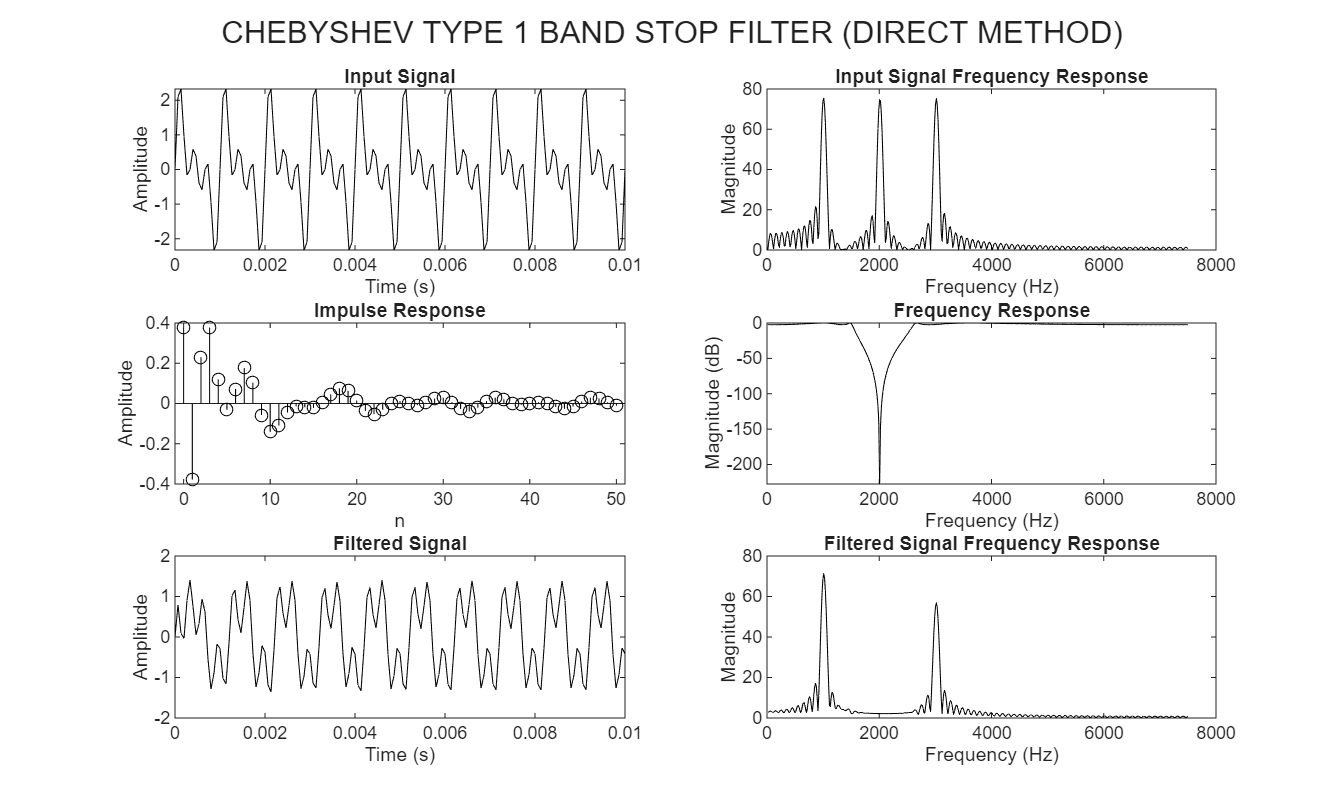 CHEBYSHEV TYPE 1 BAND STOP FILTER (DIRECT METHOD)
Input Signal
Amplitude
2
1
0
-1
-2
0 0.002 0.004 0.006 0.008 0.01
Time (s)
Input Signal Frequency Response
Magnitude
80
60
40
20
0
0 2000 4000 6000 8000
Frequency (Hz)
Impulse Response
Amplitude
0.4
0.2
0
-0.2
-0.4
0 10 20 30 40 50
n
Frequency Response
Magnitude (dB)
0
-50
-100
-150
-200
0 2000 4000 6000 8000
Frequency (Hz)
Filtered Signal
Amplitude
2
1
0
-1
-2
0 0.002 0.004 0.006 0.008 0.01
Time (s)
Filtered Signal Frequency Response
Magnitude
80
60
40
20
0
0 2000 4000 6000 8000
Frequency (Hz)